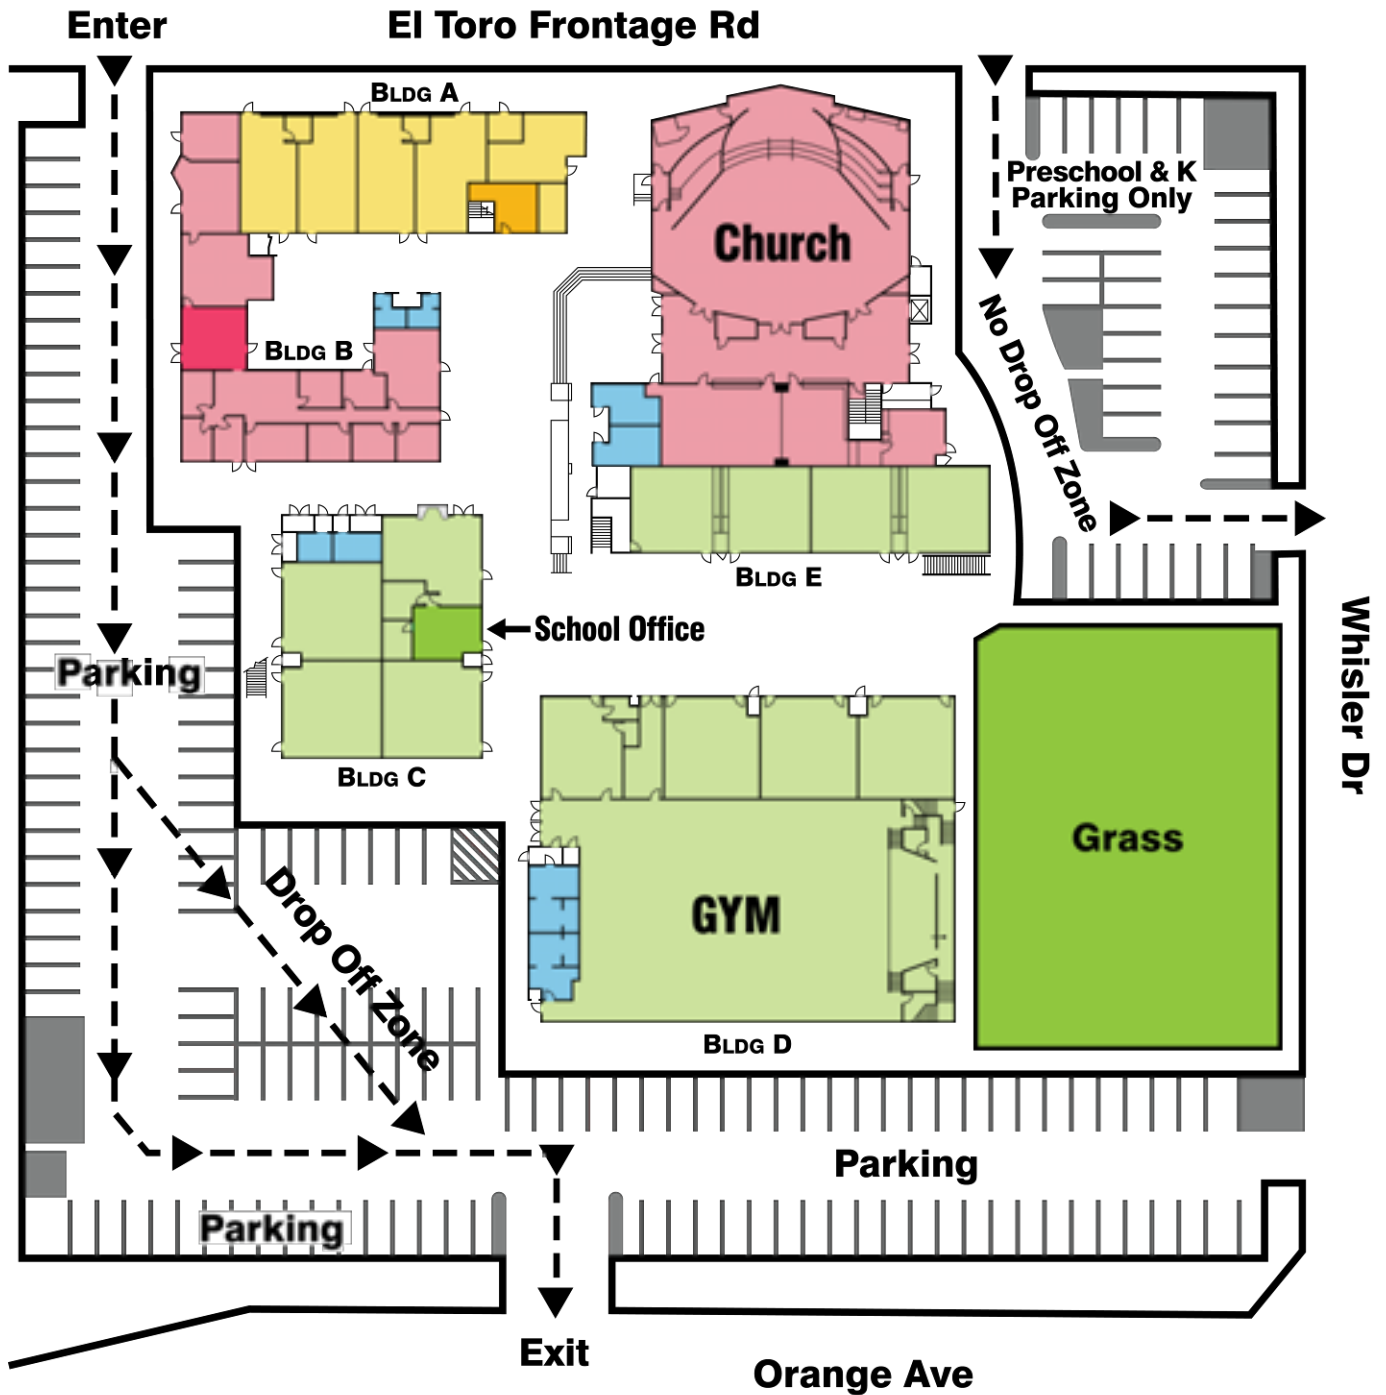 Enter
El Toro Frontage Rd
BLDG A
Preschool & K
Parking Only
Church
No Drop Off Zone
BLDG B
BLDG E
School Office
Whisler Dr
Parking
BLDG C
Grass
Drop Off Zone
GYM
BLDG D
Parking
Parking
Exit
Orange Ave